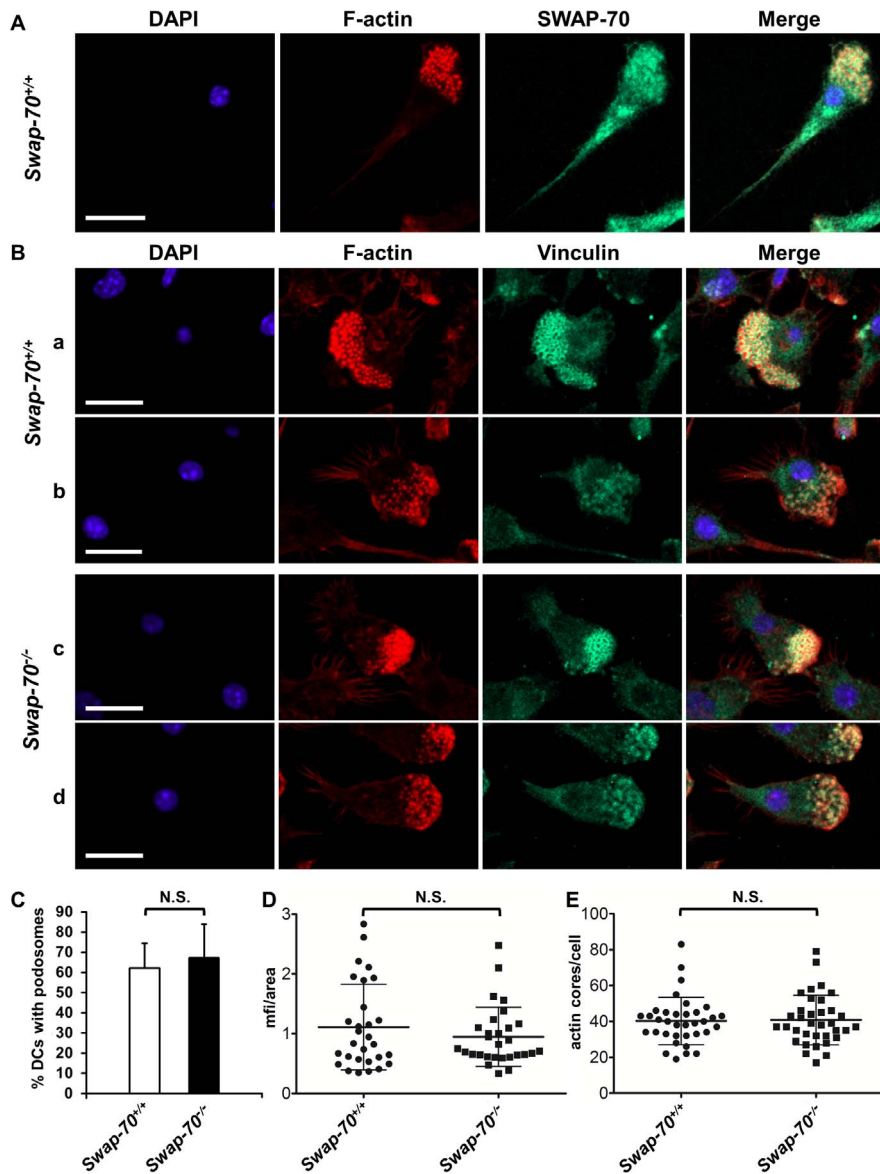 A
DAPI F-actin SWAP-70 Merge
Swap-70+/+
B
DAPI F-actin Vinculin Merge
Swap-70+/+
a
b
Swap-70-/-
c
d
C
N.S.
% DCs with podosomes
90
80
70
60
50
40
30
20
10
0
Swap-70+/+ Swap-70-/-
D
N.S.
mfi/area
3
2
1
0
Swap-70+/+ Swap-70-/-
E
N.S.
actin cores/cell
100
80
60
40
20
0
Swap-70+/+ Swap-70-/-